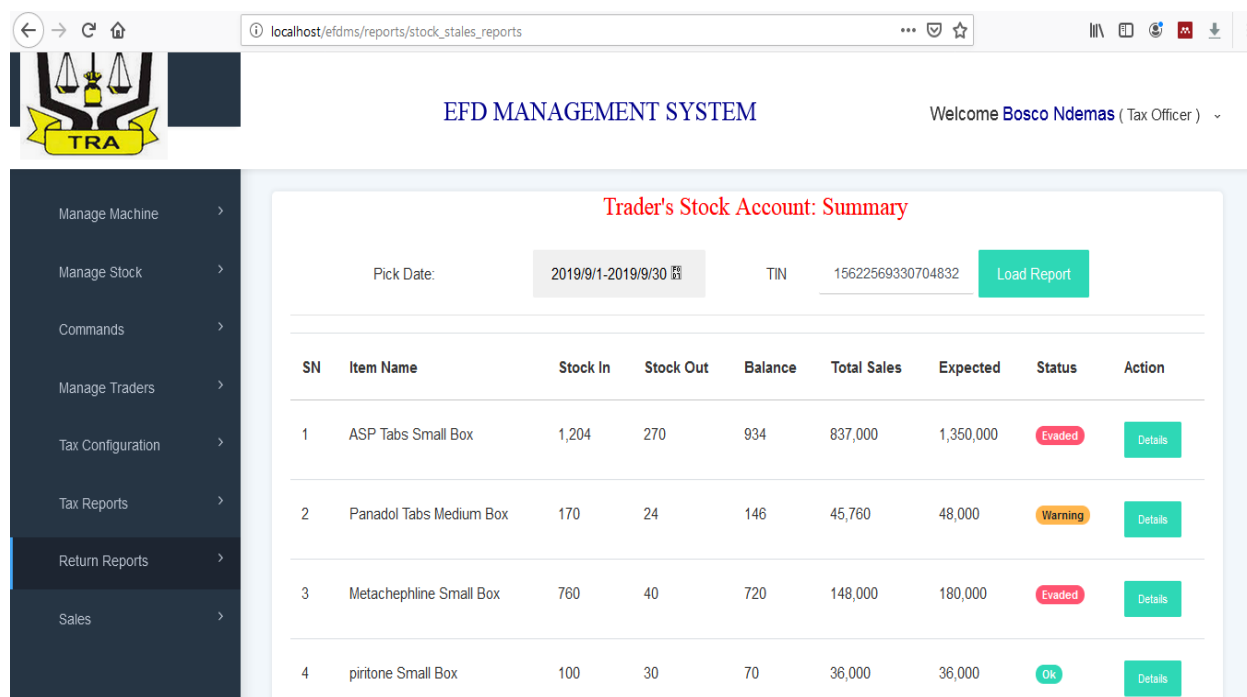 localhost/efdms/reports/stock_stales_reports
TRA
EFD MANAGEMENT SYSTEM
Welcome Bosco Ndemas ( Tax Officer )
Manage Machine
Manage Stock
Commands
Manage Traders
Tax Configuration
Tax Reports
Return Reports
Sales
Trader's Stock Account: Summary
Pick Date: 2019/9/1-2019/9/30 TIN 15622569330704832 Load Report
SN Item Name Stock In Stock Out Balance Total Sales Expected Status Action
1 ASP Tabs Small Box 1,204 270 934 837,000 1,350,000 Evaded Details
2 Panadol Tabs Medium Box 170 24 146 45,760 48,000 Warning Details
3 Metachephline Small Box 760 40 720 148,000 180,000 Evaded Details
4 piritone Small Box 100 30 70 36,000 36,000 Ok Details